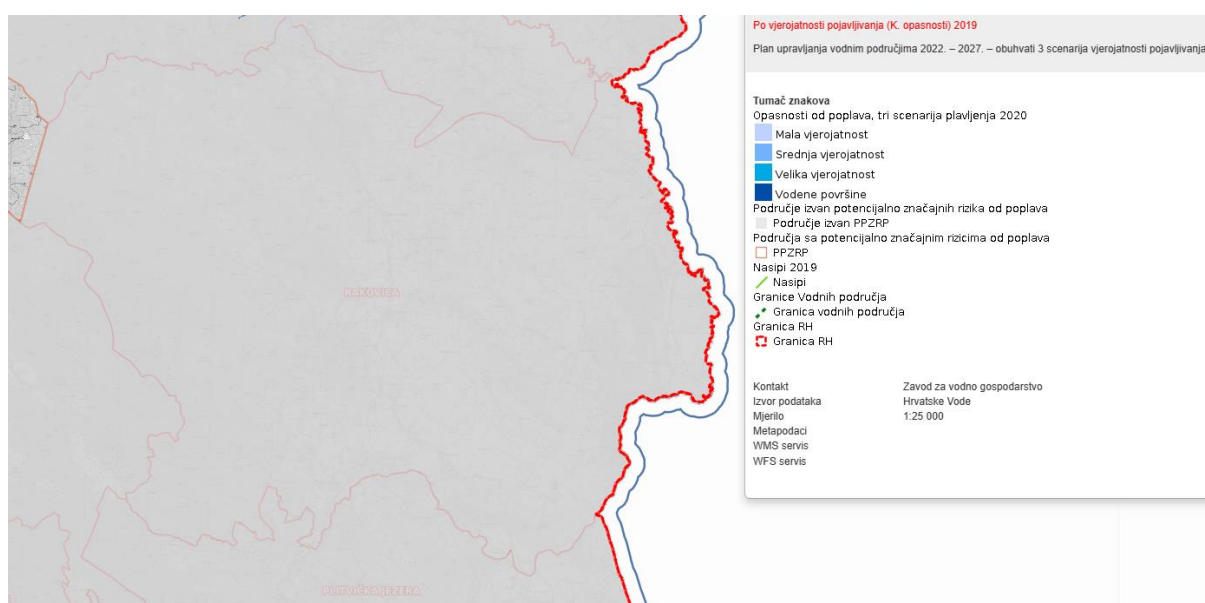 Po vjerojatnosti pojavljivanja (K. opasnosti) 2019
Plan upravljanja vodnim područjima 2022. – 2027. – obuhvati 3 scenarija vjerojatnosti pojavljivanja
Tumač znakova
Opasnosti od poplava, tri scenarija plavljenja 2020
Mala vjerojatnost
Srednja vjerojatnost
Velika vjerojatnost
Vodene površine
Područje izvan potencijalno značajnih rizika od poplava
Područje izvan PPZRP
Područja sa potencijalno značajnim rizicima od poplava
PPZRP
Nasipi 2019
Nasipi
Granice Vodnih područja
Granica vodnih područja
Granica RH
Granica RH
Kontakt Zavod za vodno gospodarstvo
Izvor podataka Hrvatske Vode
Mjerilo 1:25 000
Metapodaci
WMS servis
WFS servis
RAKOVICA
PLITVIČKA JEZERA